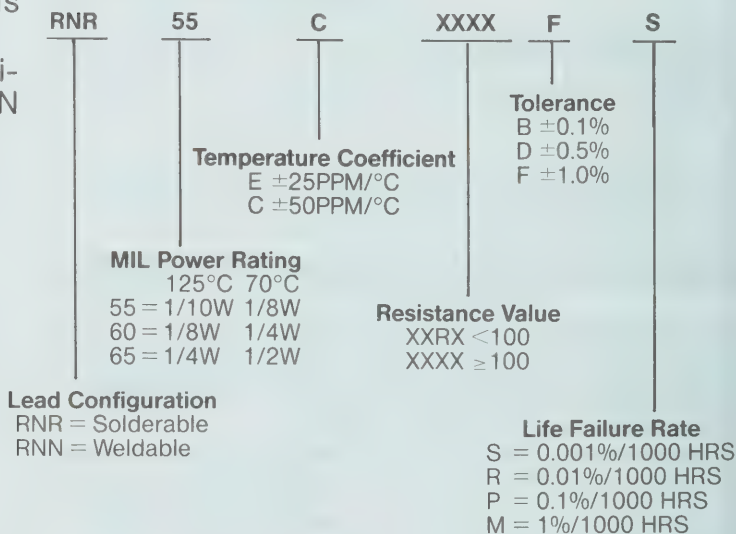 RNR 55 C XXXX F S
Tolerance
B ±0.1%
D ±0.5%
F ±1.0%
Temperature Coefficient
E ±25PPM/°C
C ±50PPM/°C
MIL Power Rating
125°C 70°C
55 = 1/10W 1/8W
60 = 1/8W 1/4W
65 = 1/4W 1/2W
Resistance Value
XXRX <100
XXXX ≥100
Lead Configuration
RNR = Solderable
RNN = Weldable
Life Failure Rate
S = 0.001%/1000 HRS
R = 0.01%/1000 HRS
P = 0.1%/1000 HRS
M = 1%/1000 HRS